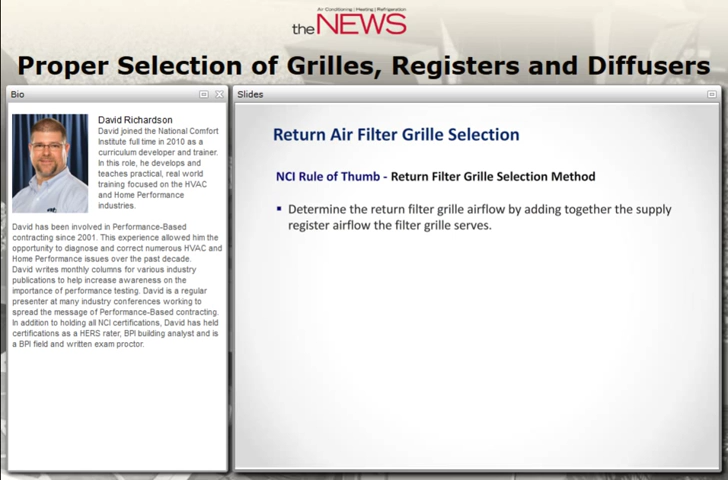 Air Conditioning | Heating | Refrigeration
the NEWS
Proper Selection of Grilles, Registers and Diffusers
Bio
David Richardson
David joined the National Comfort
Institute full time in 2010 as a
curriculum developer and trainer.
In this role, he develops and
teaches practical, real world
training focused on the HVAC
and Home Performance
industries.
David has been involved in Performance-Based
contracting since 2001. This experience allowed him the
opportunity to diagnose and correct numerous HVAC and
Home Performance issues over the past decade.
David writes monthly columns for various industry
publications to help increase awareness on the
importance of performance testing. David is a regular
presenter at many industry conferences working to
spread the message of Performance-Based contracting.
In addition to holding all NCI certifications, David has held
certifications as a HERS rater, BPI building analyst and is
a BPI field and written exam proctor.
Slides
Return Air Filter Grille Selection
NCI Rule of Thumb - Return Filter Grille Selection Method
▪ Determine the return filter grille airflow by adding together the supply
register airflow the filter grille serves.